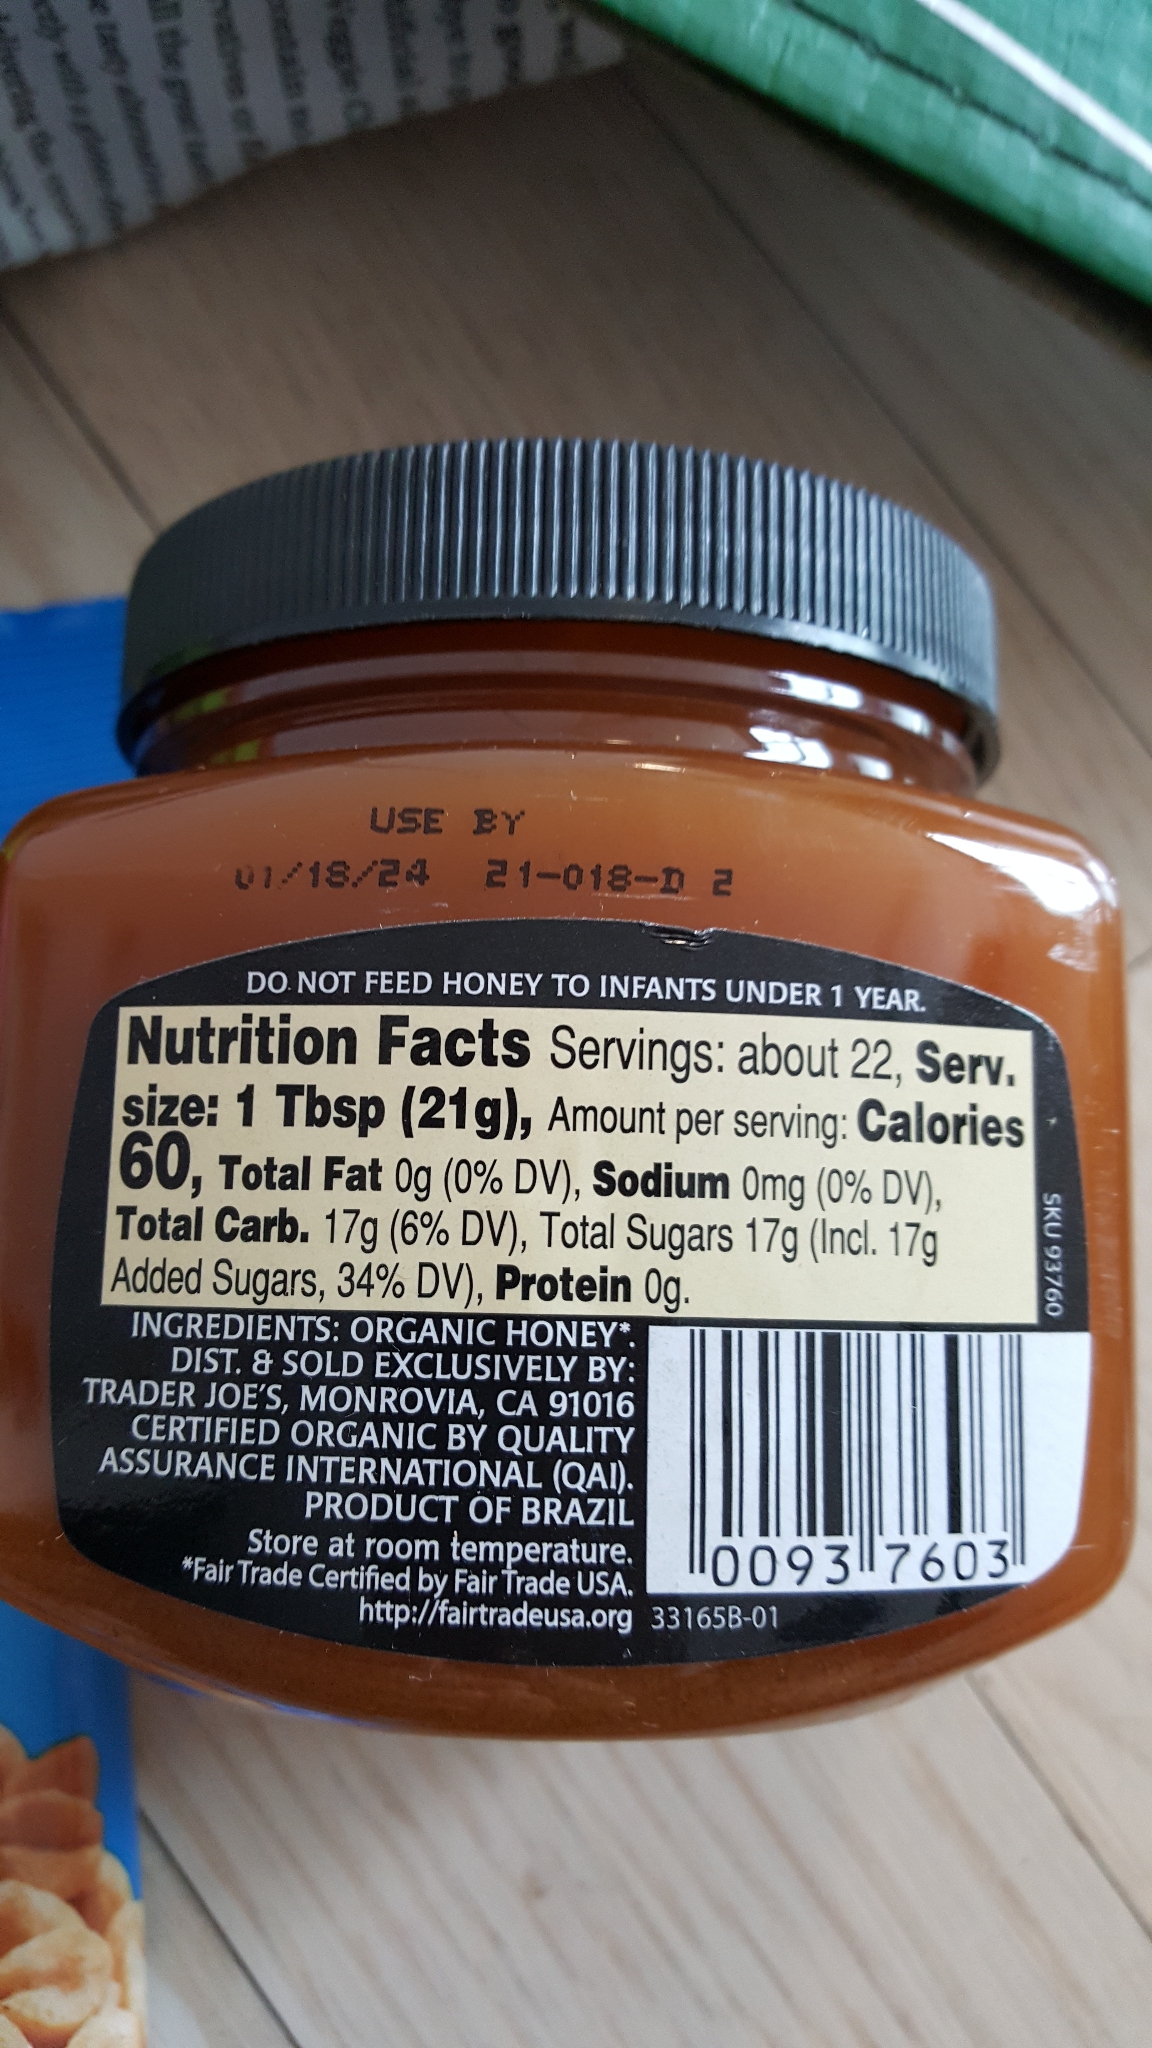 USE BY
01/18/24 21-018-D 2
DO NOT FEED HONEY TO INFANTS UNDER 1 YEAR.
Nutrition Facts Servings: about 22, Serv.
size: 1 Tbsp (21g), Amount per serving: Calories
60, Total Fat 0g (0% DV), Sodium 0mg (0% DV),
Total Carb. 17g (6% DV), Total Sugars 17g (Incl. 17g
Added Sugars, 34% DV), Protein 0g.
SKU 93760
INGREDIENTS: ORGANIC HONEY*.
DIST. & SOLD EXCLUSIVELY BY:
TRADER JOE'S, MONROVIA, CA 91016
CERTIFIED ORGANIC BY QUALITY
ASSURANCE INTERNATIONAL (QAI).
PRODUCT OF BRAZIL
Store at room temperature.
*Fair Trade Certified by Fair Trade USA.
http://fairtradeusa.org 33165B-01
0093 7603